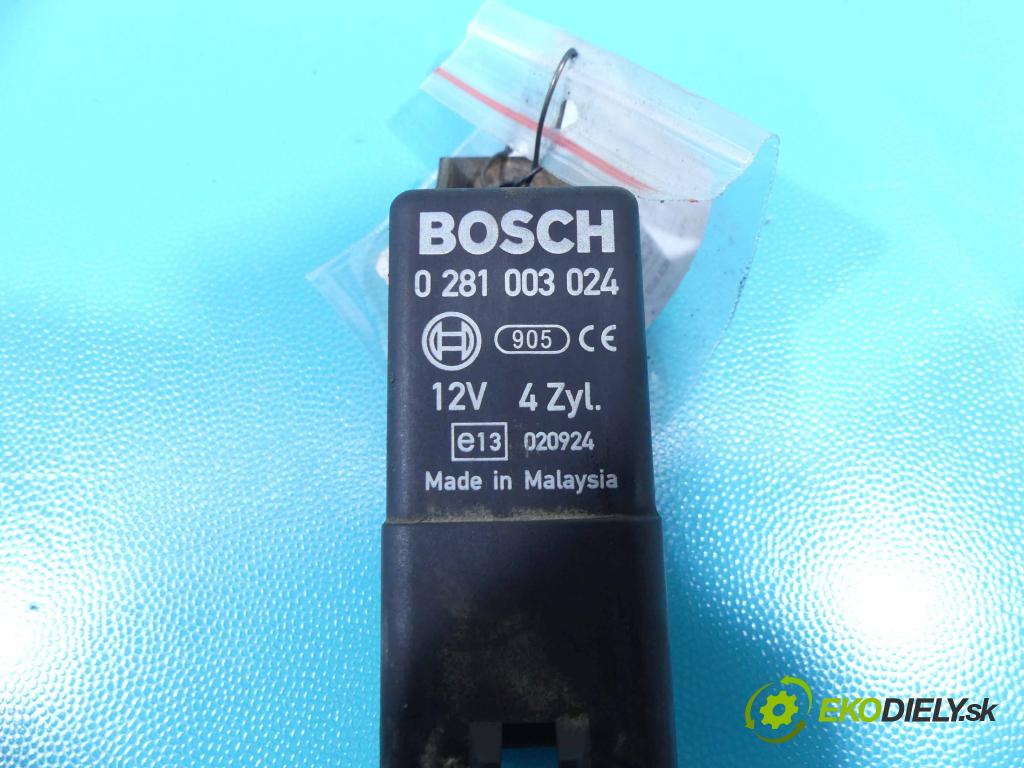 BOSCH
0 281 003 024
905 CE
12V 4 Zyl.
e13 020924
Made in Malaysia
EKODIELY.sk